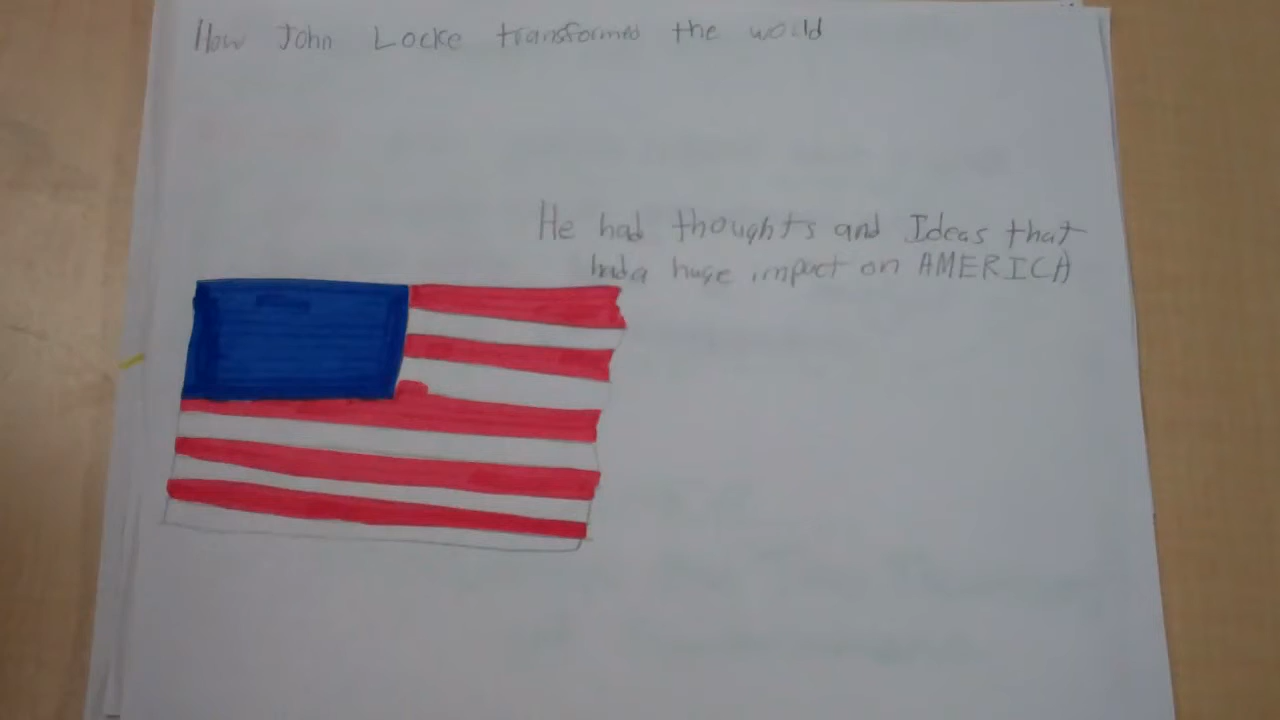 How John Locke transformed the world
He had thoughts and Ideas that
had a huge impact on AMERICA